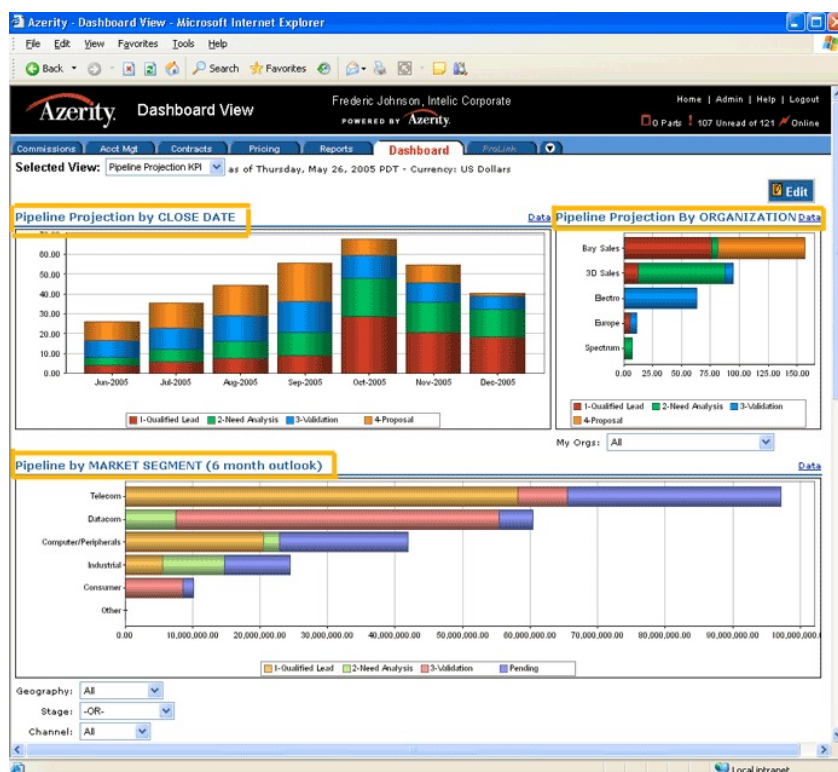 Azerity - Dashboard View - Microsoft Internet Explorer
File Edit View Favorites Tools Help
Back Search Favorites
Azerity. Dashboard View
Frederic Johnson, Intelic Corporate
POWERED BY Azerity.
Home | Admin | Help | Logout
0 Parts ! 107 Unread of 121 Online
Commissions Acct Mgt Contracts Pricing Reports Dashboard ProLink
Selected View: Pipeline Projection KPI as of Thursday, May 26, 2005 PDT - Currency: US Dollars
Edit
Pipeline Projection by CLOSE DATE Data
60.00
50.00
40.00
30.00
20.00
10.00
0.00
Jun-2005 Jul-2005 Aug-2005 Sep-2005 Oct-2005 Nov-2005 Dec-2005
1-Qualified Lead 2-Need Analysis 3-Validation 4-Proposal
Pipeline Projection By ORGANIZATION Data
Bay Sales
3D Sales
Electro
Europe
Spectrum
0.00 25.00 50.00 75.00 100.00 125.00 150.00
1-Qualified Lead 2-Need Analysis 3-Validation
4-Proposal
My Orgs: All
Pipeline by MARKET SEGMENT (6 month outlook) Data
Telecom
Datacom
Computer/Peripherals
Industrial
Consumer
Other
0.00 10,000,000.00 20,000,000.00 30,000,000.00 40,000,000.00 50,000,000.00 60,000,000.00 70,000,000.00 80,000,000.00 90,000,000.00 100,000,000.
1-Qualified Lead 2-Need Analysis 3-Validation Pending
Geography: All
Stage: -OR-
Channel: All
Local intranet